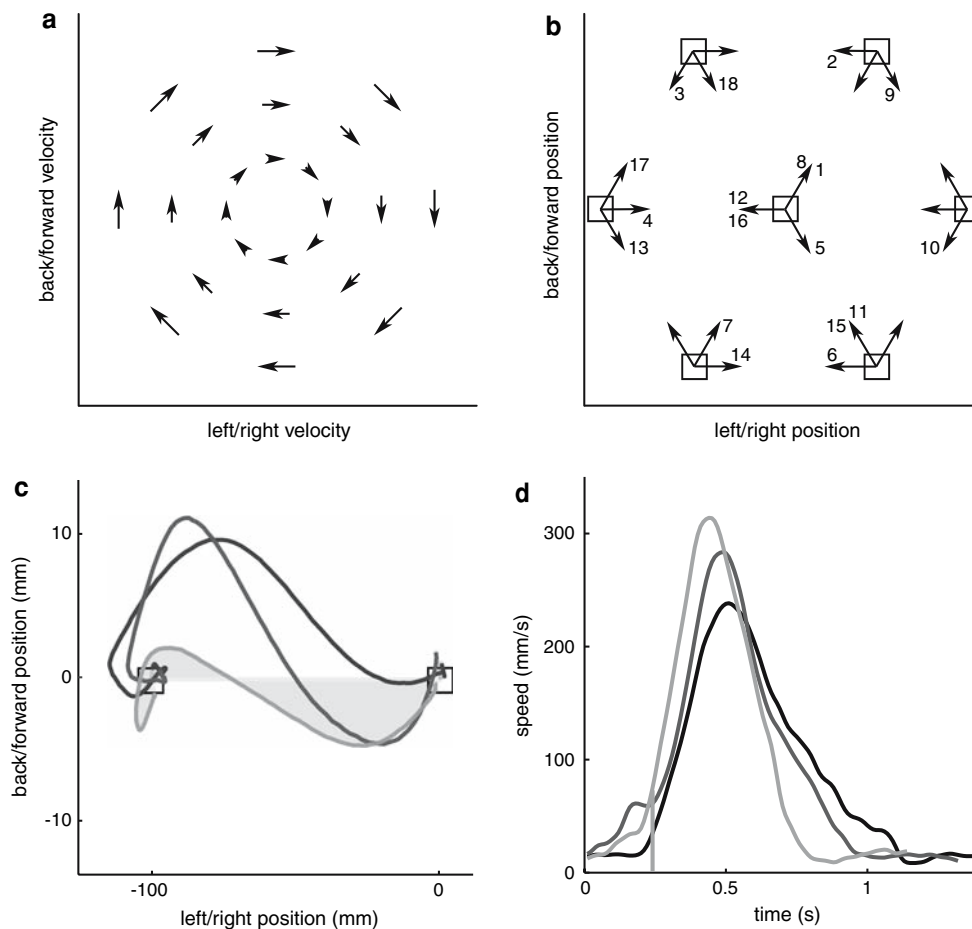 a
back/forward velocity
left/right velocity
b
back/forward position
2
3
18
9
17
8
1
12
4
16
13
5
10
7
11
15
14
6
left/right position
c
back/forward position (mm)
10
0
-10
-100
0
left/right position (mm)
d
speed (mm/s)
300
200
100
0
0
0.5
1
time (s)